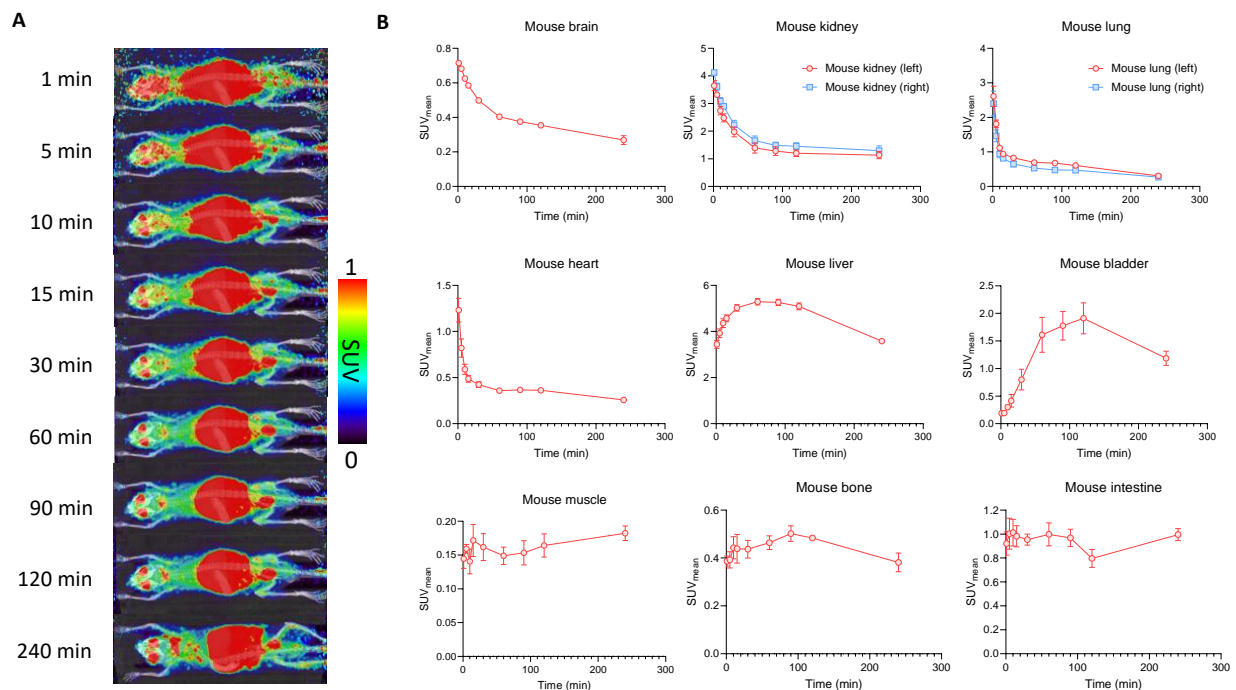 A
1 min
5 min
10 min
15 min
30 min
60 min
90 min
120 min
240 min
1
SUV
0
B
Mouse brain
0.8
0.6
0.4
0.2
0.0
SUVmean
0 100 200 300
Time (min)
Mouse kidney
Mouse kidney (left)
Mouse kidney (right)
5
4
3
2
1
0
SUVmean
0 100 200 300
Time (min)
Mouse lung
Mouse lung (left)
Mouse lung (right)
4
3
2
1
0
SUVmean
0 100 200 300
Time (min)
Mouse heart
1.5
1.0
0.5
0.0
SUVmean
0 100 200 300
Time (min)
Mouse liver
6
4
2
0
SUVmean
0 100 200 300
Time (min)
Mouse bladder
2.5
2.0
1.5
1.0
0.5
0.0
SUVmean
0 100 200 300
Time (min)
Mouse muscle
0.20
0.15
0.10
0.05
0.00
SUVmean
0 100 200 300
Time (min)
Mouse bone
0.6
0.4
0.2
0.0
SUVmean
0 100 200 300
Time (min)
Mouse intestine
1.2
1.0
0.8
0.6
0.4
0.2
0.0
SUVmean
0 100 200 300
Time (min)